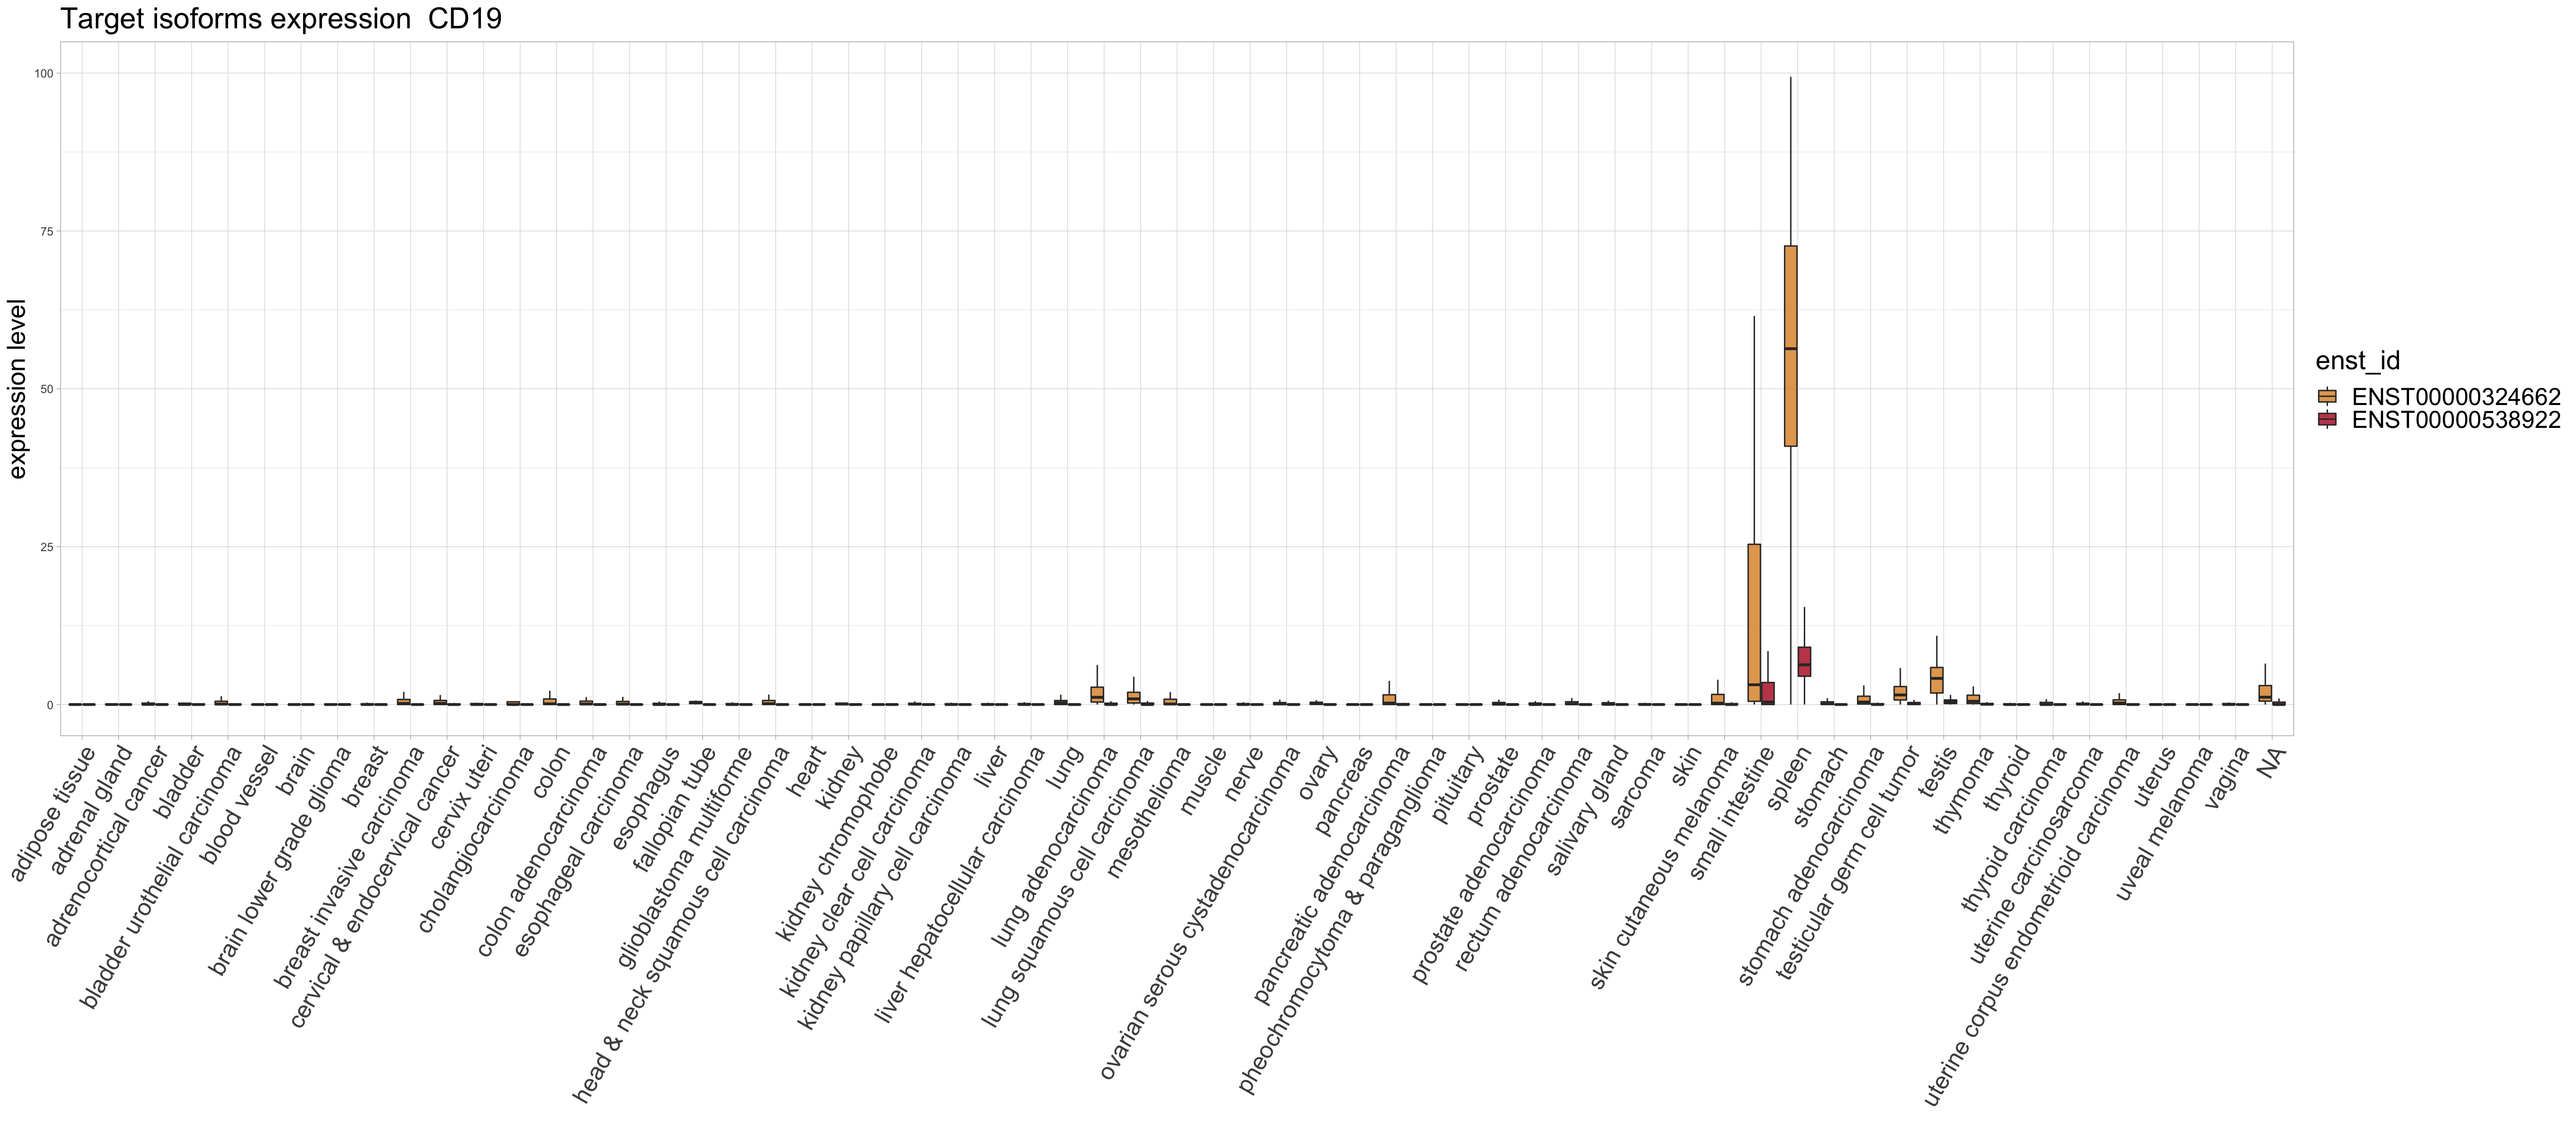 Target isoforms expression  CD19
expression level
100
75
50
25
0
adipose tissue
adrenal gland
adrenocortical cancer
bladder
bladder urothelial carcinoma
blood vessel
brain
brain lower grade glioma
breast
breast invasive carcinoma
cervical & endocervical cancer
cervix uteri
cholangiocarcinoma
colon
colon adenocarcinoma
esophageal carcinoma
esophagus
fallopian tube
glioblastoma multiforme
head & neck squamous cell carcinoma
heart
kidney
kidney chromophobe
kidney clear cell carcinoma
kidney papillary cell carcinoma
liver
liver hepatocellular carcinoma
lung
lung adenocarcinoma
lung squamous cell carcinoma
mesothelioma
muscle
nerve
ovarian serous cystadenocarcinoma
ovary
pancreas
pancreatic adenocarcinoma
pheochromocytoma & paraganglioma
pituitary
prostate
prostate adenocarcinoma
rectum adenocarcinoma
salivary gland
sarcoma
skin
skin cutaneous melanoma
small intestine
spleen
stomach
stomach adenocarcinoma
testicular germ cell tumor
testis
thymoma
thyroid
thyroid carcinoma
uterine carcinosarcoma
uterine corpus endometrioid carcinoma
uterus
uveal melanoma
vagina
NA
enst_id
ENST00000324662
ENST00000538922